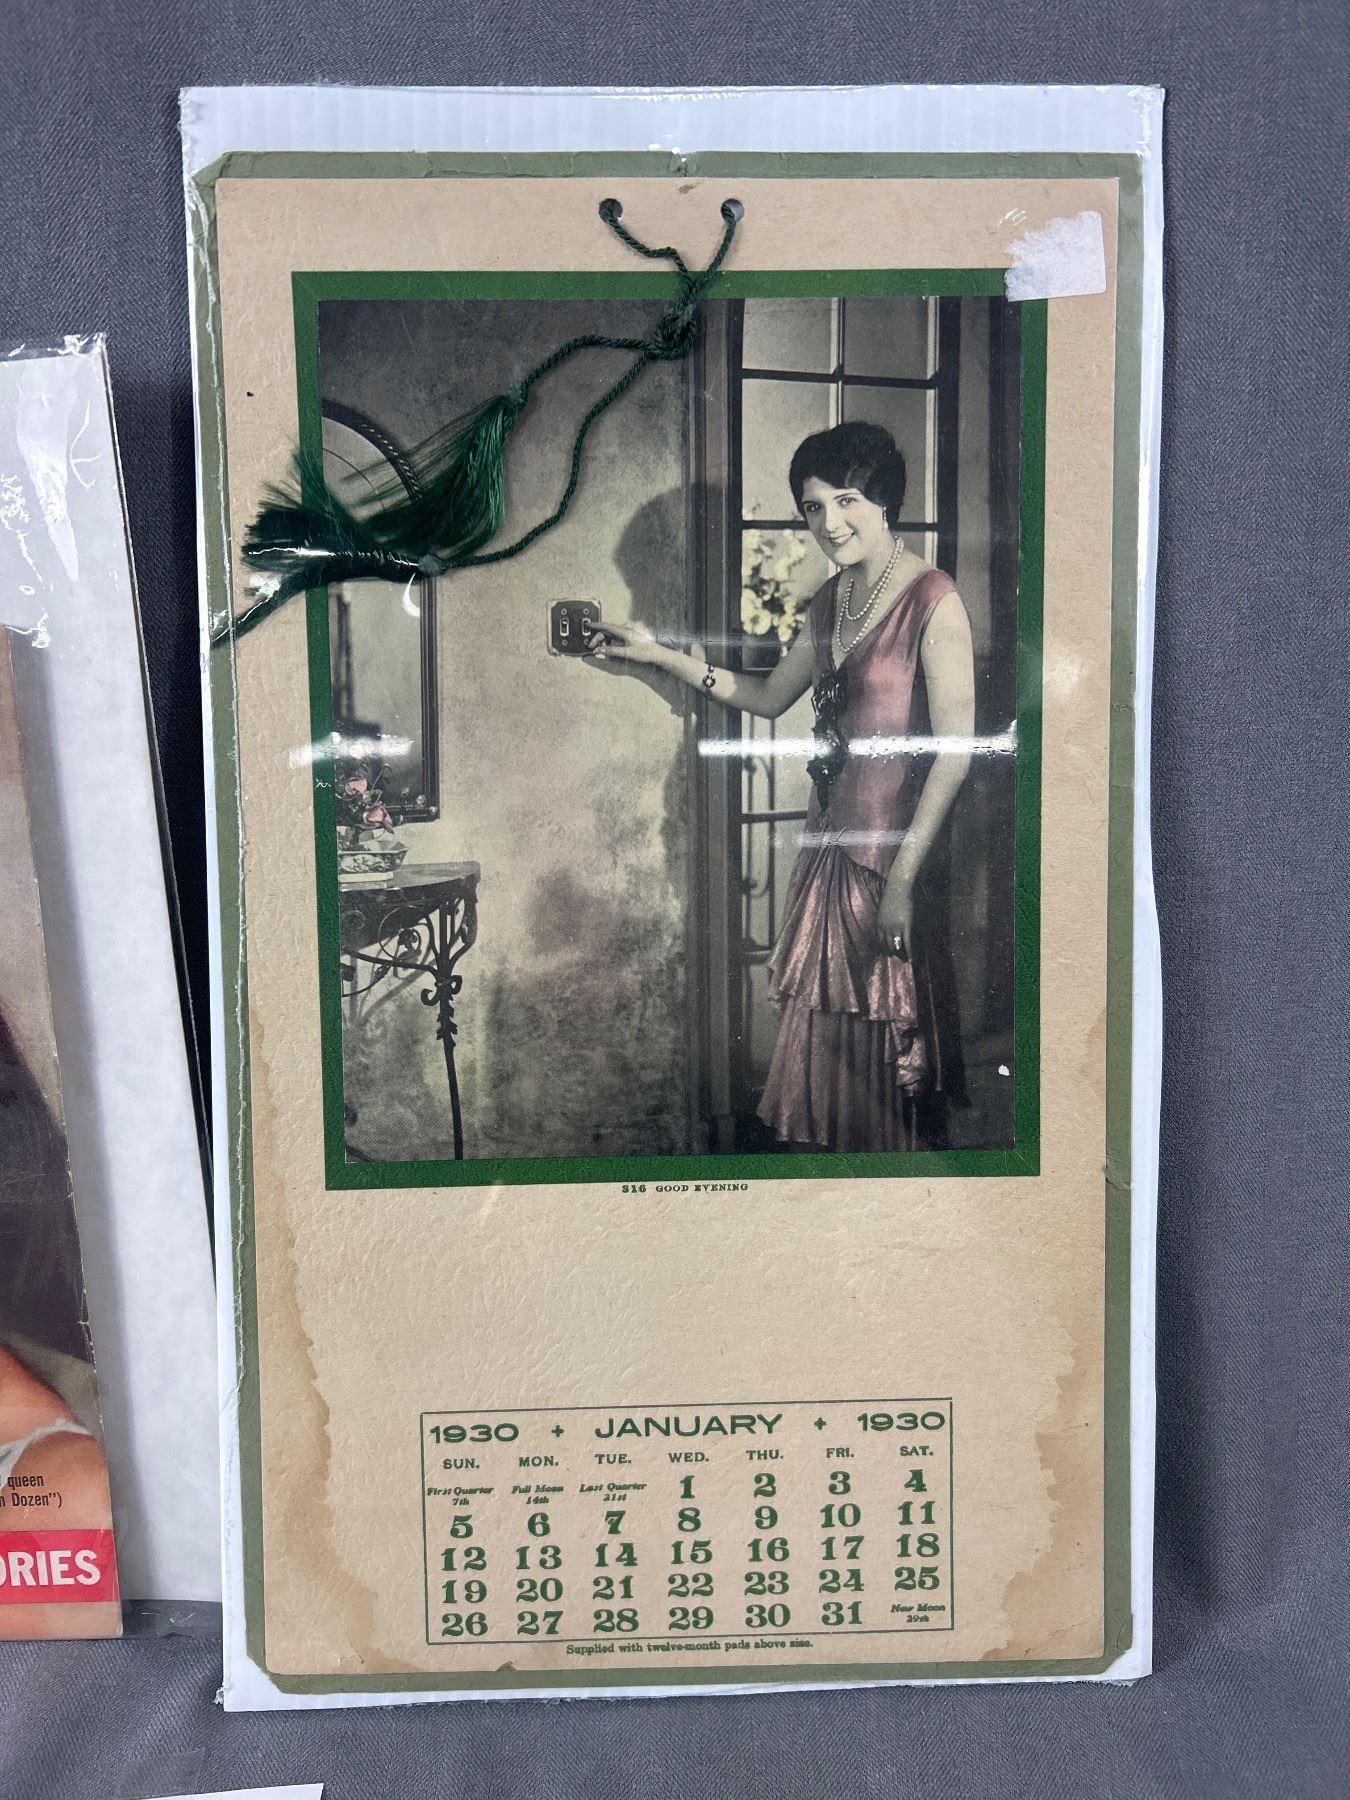 316 GOOD EVENING
1930 + JANUARY + 1930
SUN. MON. TUE. WED. THU. FRI. SAT.
First Quarter 7th Full Moon 14th Last Quarter 21st 1 2 3 4
5 6 7 8 9 10 11
12 13 14 15 16 17 18
19 20 21 22 23 24 25
26 27 28 29 30 31 New Moon 29th
Supplied with twelve-month pads above size.
queen
Dozen")
ORIES